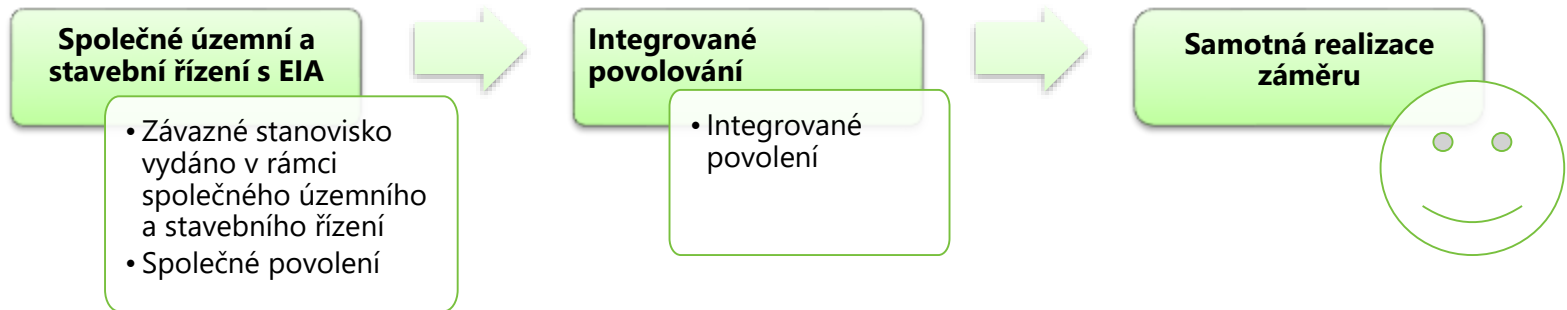 Společné územní a
stavební řízení s EIA
• Závazné stanovisko
vydáno v rámci
společného územního
a stavebního řízení
• Společné povolení
Integrované
povolování
• Integrované
povolení
Samotná realizace
záměru